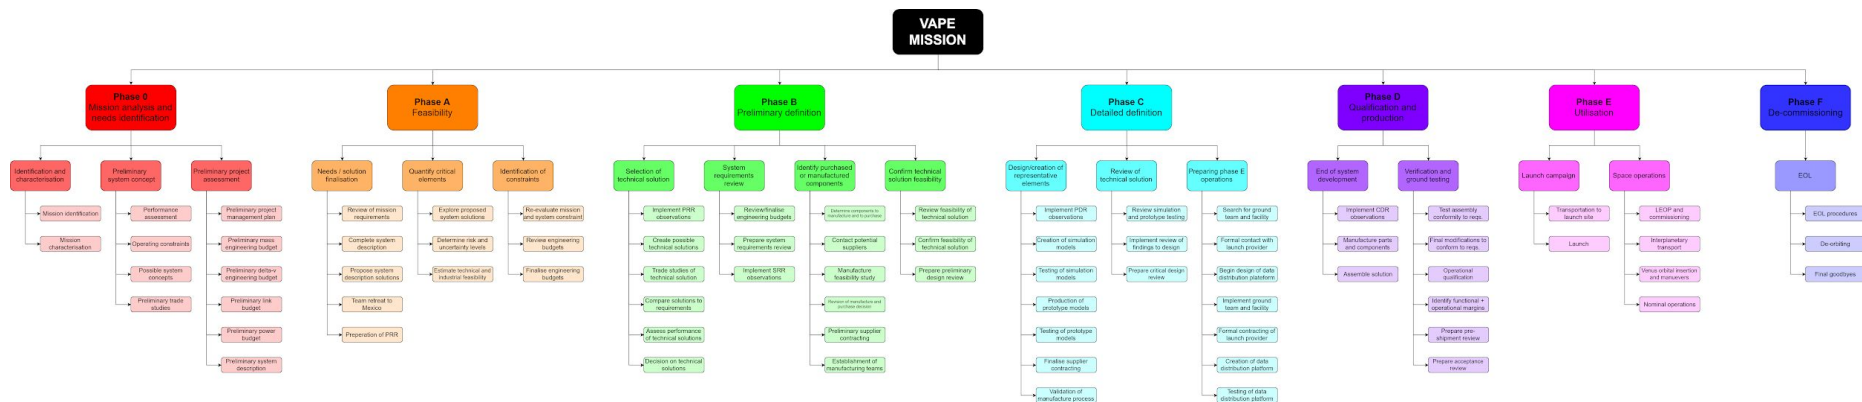 VAPE
MISSION
Phase 0
Mission analysis and
needs identification
Phase A
Feasibility
Phase B
Preliminary definition
Phase C
Detailed definition
Phase D
Qualification and
production
Phase E
Utilisation
Phase F
De-commissioning
Identification and
characterisation
Mission identification
Mission
characterisation
Preliminary
system concept
Performance
assessment
Operating constraints
Possible system
concepts
Preliminary trade
studies
Preliminary project
assessment
Preliminary project
management plan
Preliminary mass
engineering budget
Preliminary delta-v
engineering budget
Preliminary link
budget
Preliminary power
budget
Preliminary system
description
Needs / solution
finalisation
Review of mission
requirements
Complete system
description
Propose system
description solutions
Team retreat to
Mexico
Preparation of PRR
Quantify critical
elements
Explore proposed
system solutions
Determine risk and
uncertainty levels
Estimate technical and
industrial feasibility
Identification of
constraints
Re-evaluate mission
and system constraint.
Review engineering
budgets
Finalise engineering
budgets
Selection of
technical solution
Implement PRR
observations
Create possible
technical solutions
Trade studies of
technical solution
Compare solutions to
requirements
Assess performance
of technical solutions
Decision on technical
solutions
System
requirements
review
Review/finalise
engineering budgets
Prepare system
requirements review
Implement SRR
observations
Identify purchased
or manufactured
components
Determine components to
manufacture and to purchase
Contact potential
suppliers
Manufacture
feasibility study
Revision of manufacture and
purchase decision
Preliminary supplier
contracting
Establishment of
manufacturing teams
Confirm technical
solution feasibility
Review feasibility of
technical solution
Confirm feasibility of
technical solution
Prepare preliminary
design review
Design/creation of
representative
elements
Implement PDR
observations
Creation of simulation
models
Testing of simulation
models
Production of
prototype models
Testing of prototype
models
Finalise supplier
contracting
Validation of
manufacture process
Review of
technical solution
Review simulation
and prototype testing
Implement review of
findings to design
Prepare critical design
review
Preparing phase E
operations
Search for ground
team and facility
Formal contact with
launch provider
Begin design of data
distribution platform
Implement ground
team and facility
Formal contracting of
launch provider
Creation of data
distribution platform
Testing of data
distribution platform
End of system
development
Implement CDR
observations
Manufacture parts
and components
Assemble solution
Verification and
ground testing
Test assembly
conformity to reqs.
Final modifications to
conform to reqs.
Operational
qualification
Identify functional +
operational margins
Prepare pre-
shipment review
Prepare acceptance
review
Launch campaign
Transportation to
launch site
Launch
Space operations
LEOP and
commissioning
Interplanetary
transport
Venus orbital insertion
and manuevers
Nominal operations
EOL
EOL procedures
De-orbiting
Final goodbyes